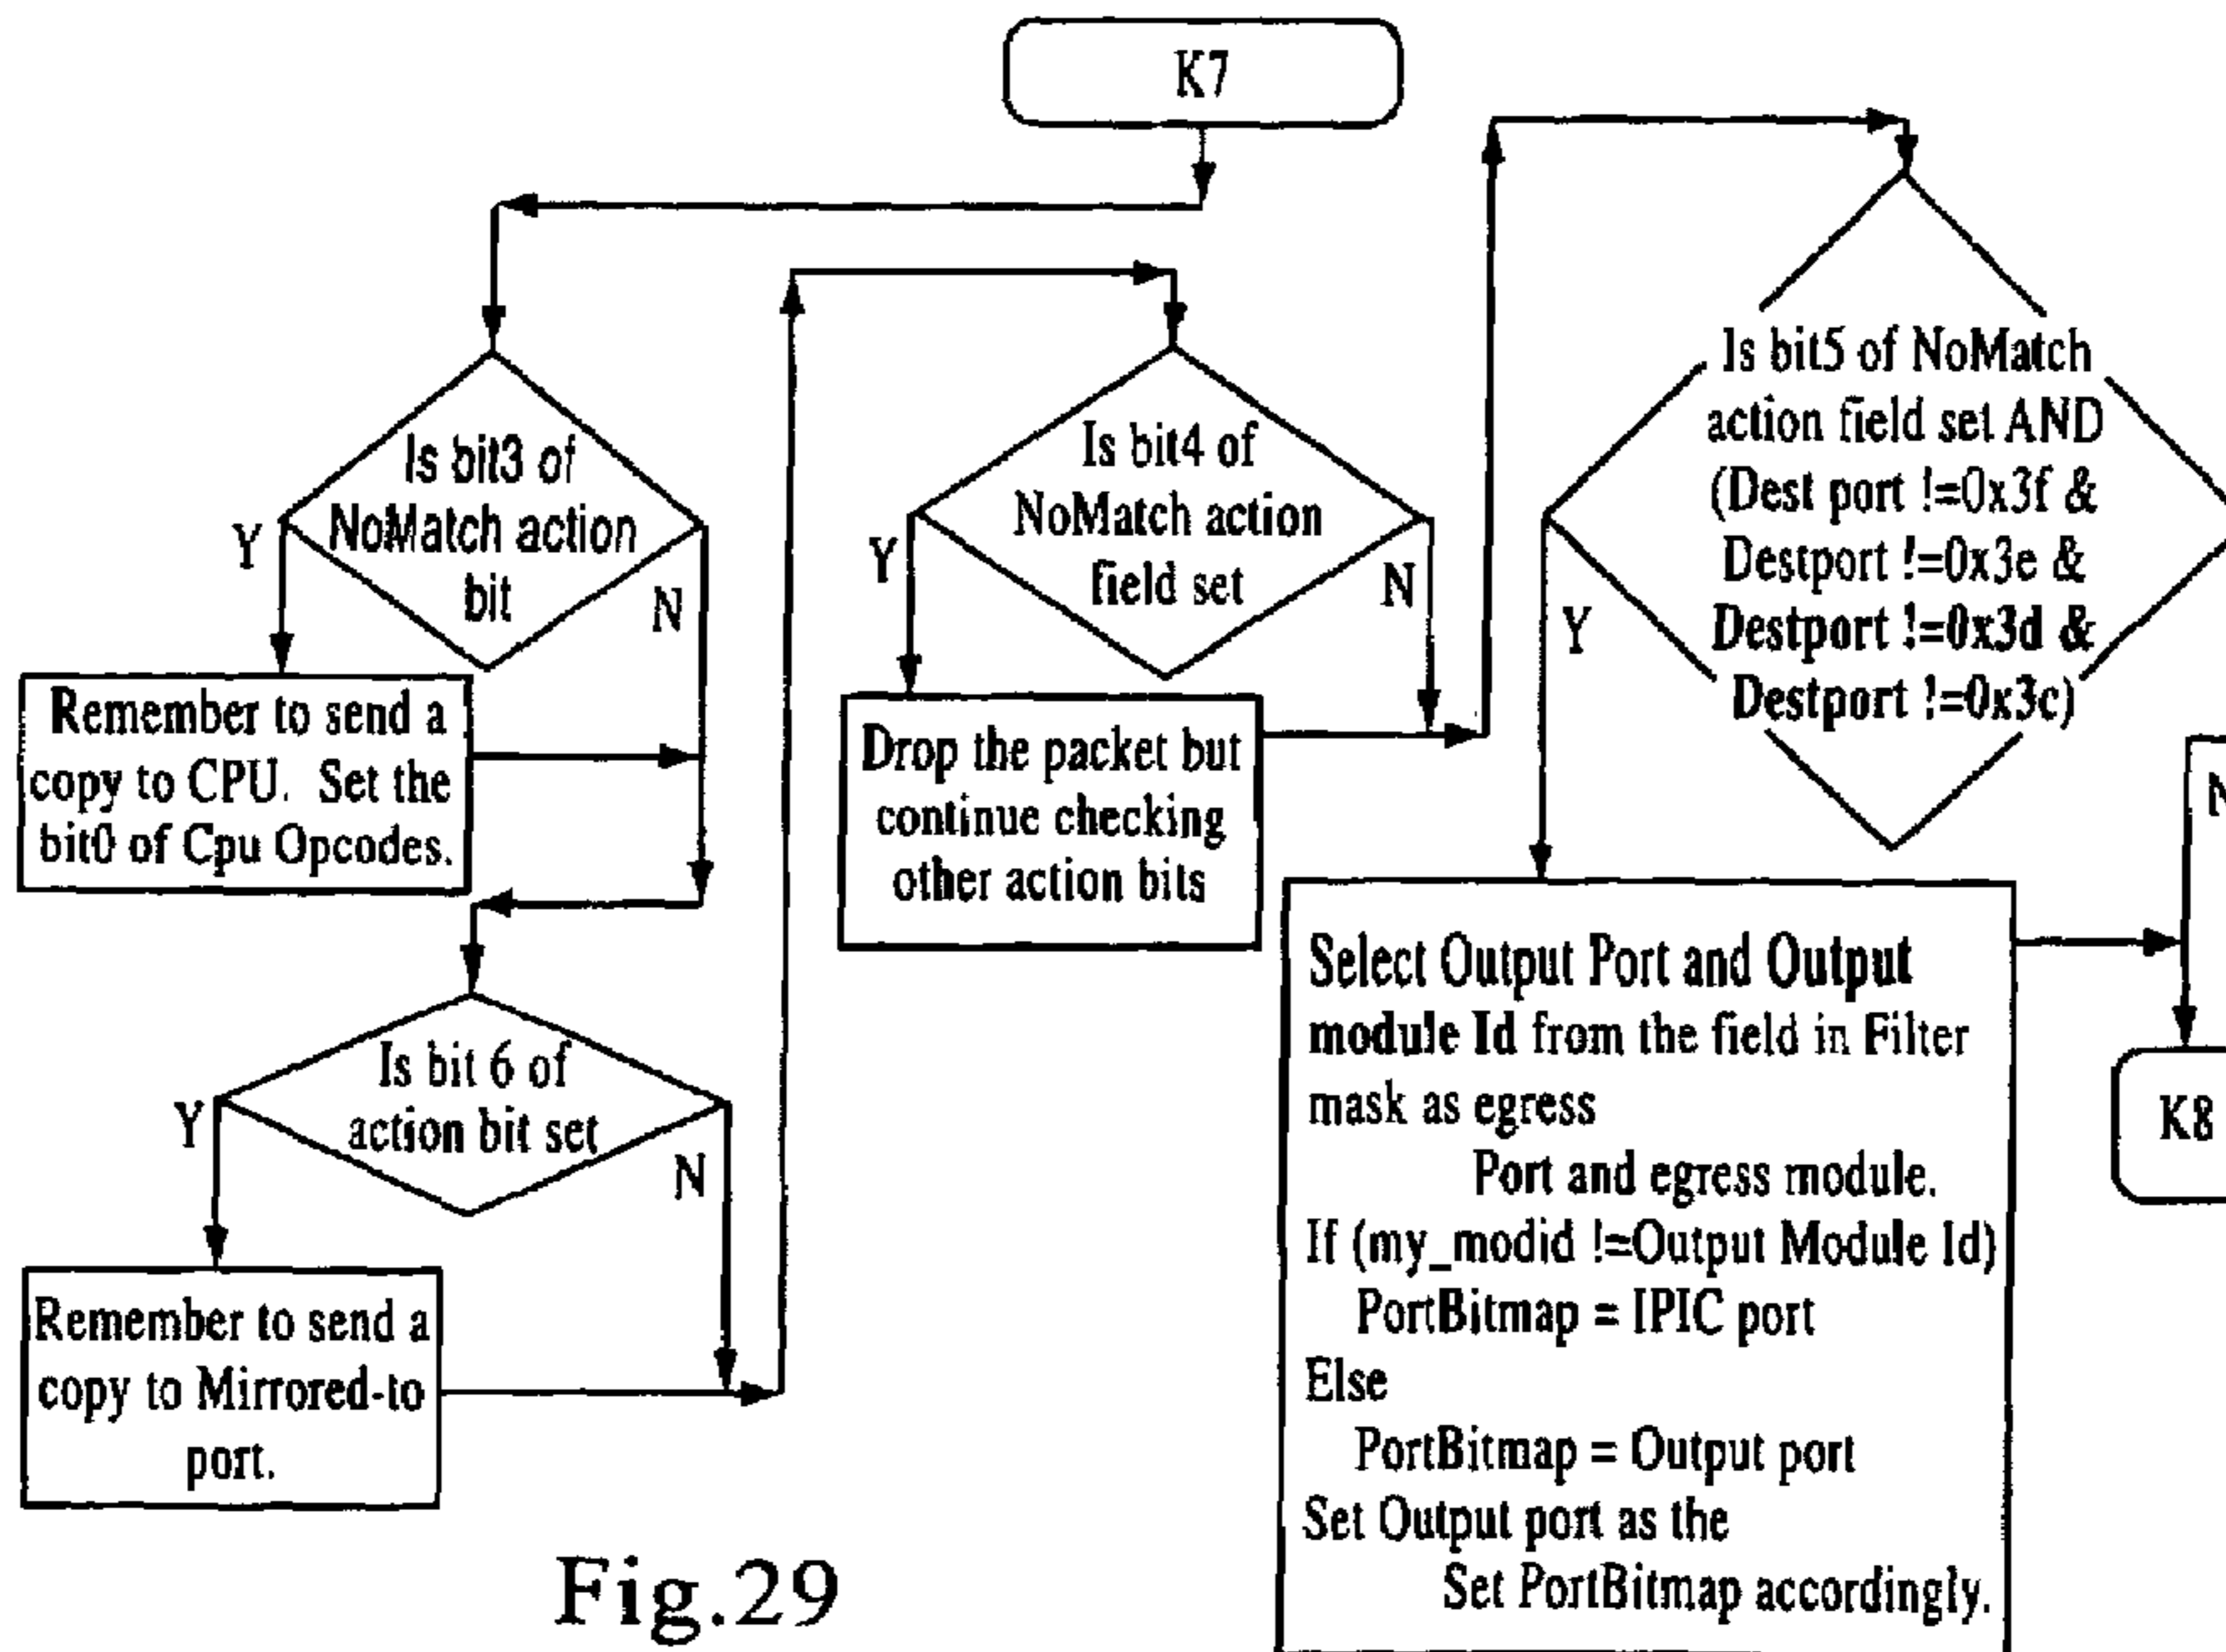 K7
Is bit3 of
NoMatch action
bit
Y
N
Remember to send a
copy to CPU. Set the
bit0 of Cpu Opcodes.
Is bit 6 of
action bit set
Y
N
Remember to send a
copy to Mirrored-to
port.
Is bit4 of
NoMatch action
field set
Y
N
Drop the packet but
continue checking
other action bits
Is bit5 of NoMatch
action field set AND
(Dest port !=0x3f &
Destport !=0x3e &
Destport !=0x3d &
Destport !=0x3c)
Y
N
Select Output Port and Output
module Id from the field in Filter
mask as egress
Port and egress module.
If (my_modid !=Output Module Id)
PortBitmap = IPIC port
Else
PortBitmap = Output port
Set Output port as the
Set PortBitmap accordingly.
K8
Fig.29